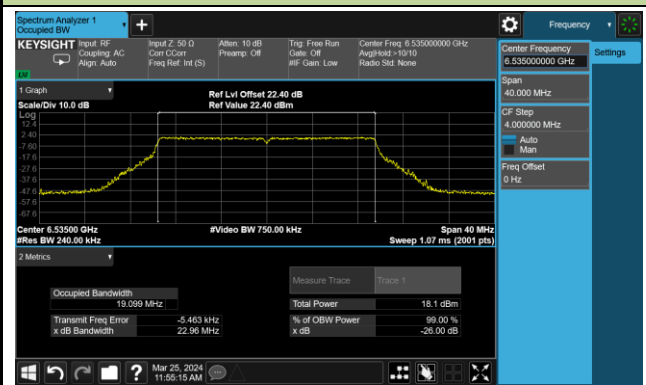 Spectrum Analyzer 1
Occupied BW
Frequency
KEYSIGHT
Input: RF
Coupling: AC
Align: Auto
Input Z: 50 Ω
Corr CCorr
Freq Ref: Int (S)
Atten: 10 dB
Preamp: Off
Trig: Free Run
Gate: Off
#IF Gain: Low
Center Freq: 6.535000000 GHz
Avg|Hold:>10/10
Radio Std: None
Center Frequency
6.535000000 GHz
Settings
Span
40.000 MHz
CF Step
4.000000 MHz
Auto
Man
Freq Offset
0 Hz
1 Graph
Scale/Div 10.0 dB
Ref Lvl Offset 22.40 dB
Ref Value 22.40 dBm
Log
12.4
2.40
-7.60
-17.6
-27.6
-37.6
-47.6
-57.6
-67.6
Center 6.53500 GHz
#Video BW 750.00 kHz
Span 40 MHz
#Res BW 240.00 kHz
Sweep 1.07 ms (2001 pts)
2 Metrics
Measure Trace
Trace 1
Occupied Bandwidth
19.099 MHz
Total Power
18.1 dBm
Transmit Freq Error
-5.463 kHz
% of OBW Power
99.00 %
x dB Bandwidth
22.96 MHz
x dB
-26.00 dB
?
Mar 25, 2024
11:55:15 AM